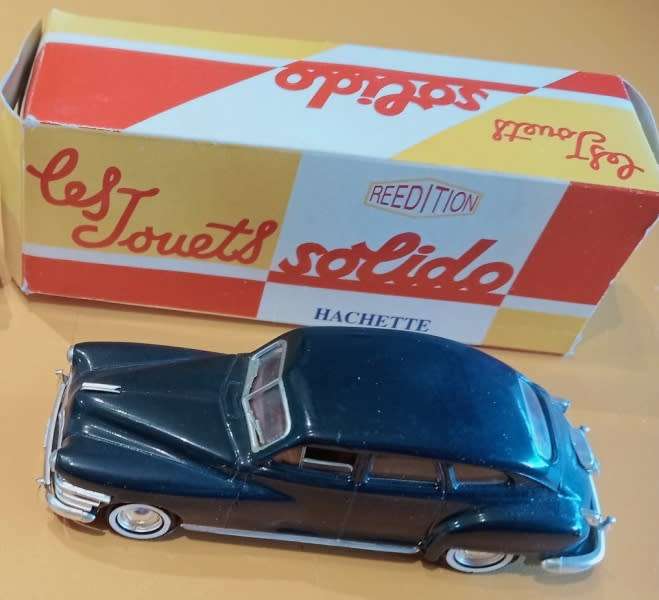 solido
Les Jouets
Les Jouets
REEDITION
solido
HACHETTE